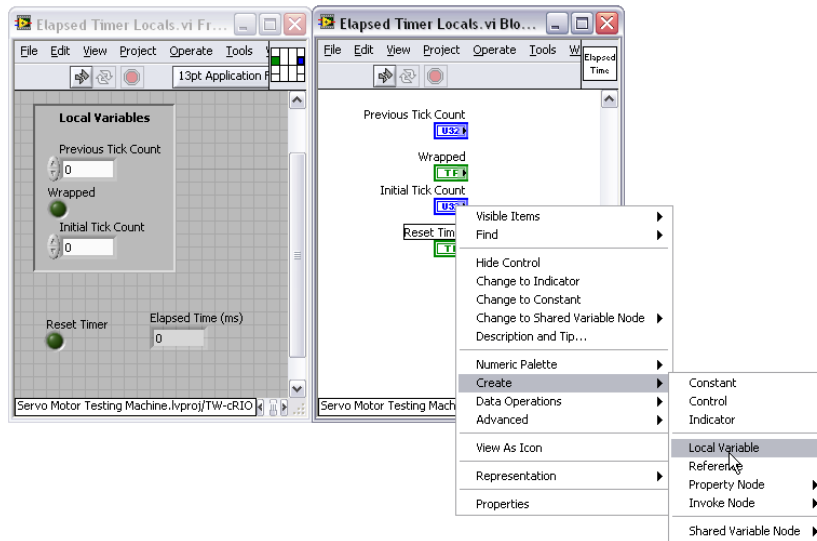 Elapsed Timer Locals.vi Fr...
File Edit View Project Operate Tools
13pt Application F
Local Variables
Previous Tick Count
0
Wrapped
Initial Tick Count
0
Reset Timer
Elapsed Time (ms)
0
Servo Motor Testing Machine.lvproj/TW-cRIO
Elapsed Timer Locals.vi Blo...
File Edit View Project Operate Tools W
Elapsed
Time
Previous Tick Count
U32
Wrapped
TF
Initial Tick Count
U32
Reset Tim
Servo Motor Testing Mach
Visible Items
Find
Hide Control
Change to Indicator
Change to Constant
Change to Shared Variable Node
Description and Tip...
Numeric Palette
Create
Data Operations
Advanced
View As Icon
Representation
Properties
Constant
Control
Indicator
Local Variable
Reference
Property Node
Invoke Node
Shared Variable Node